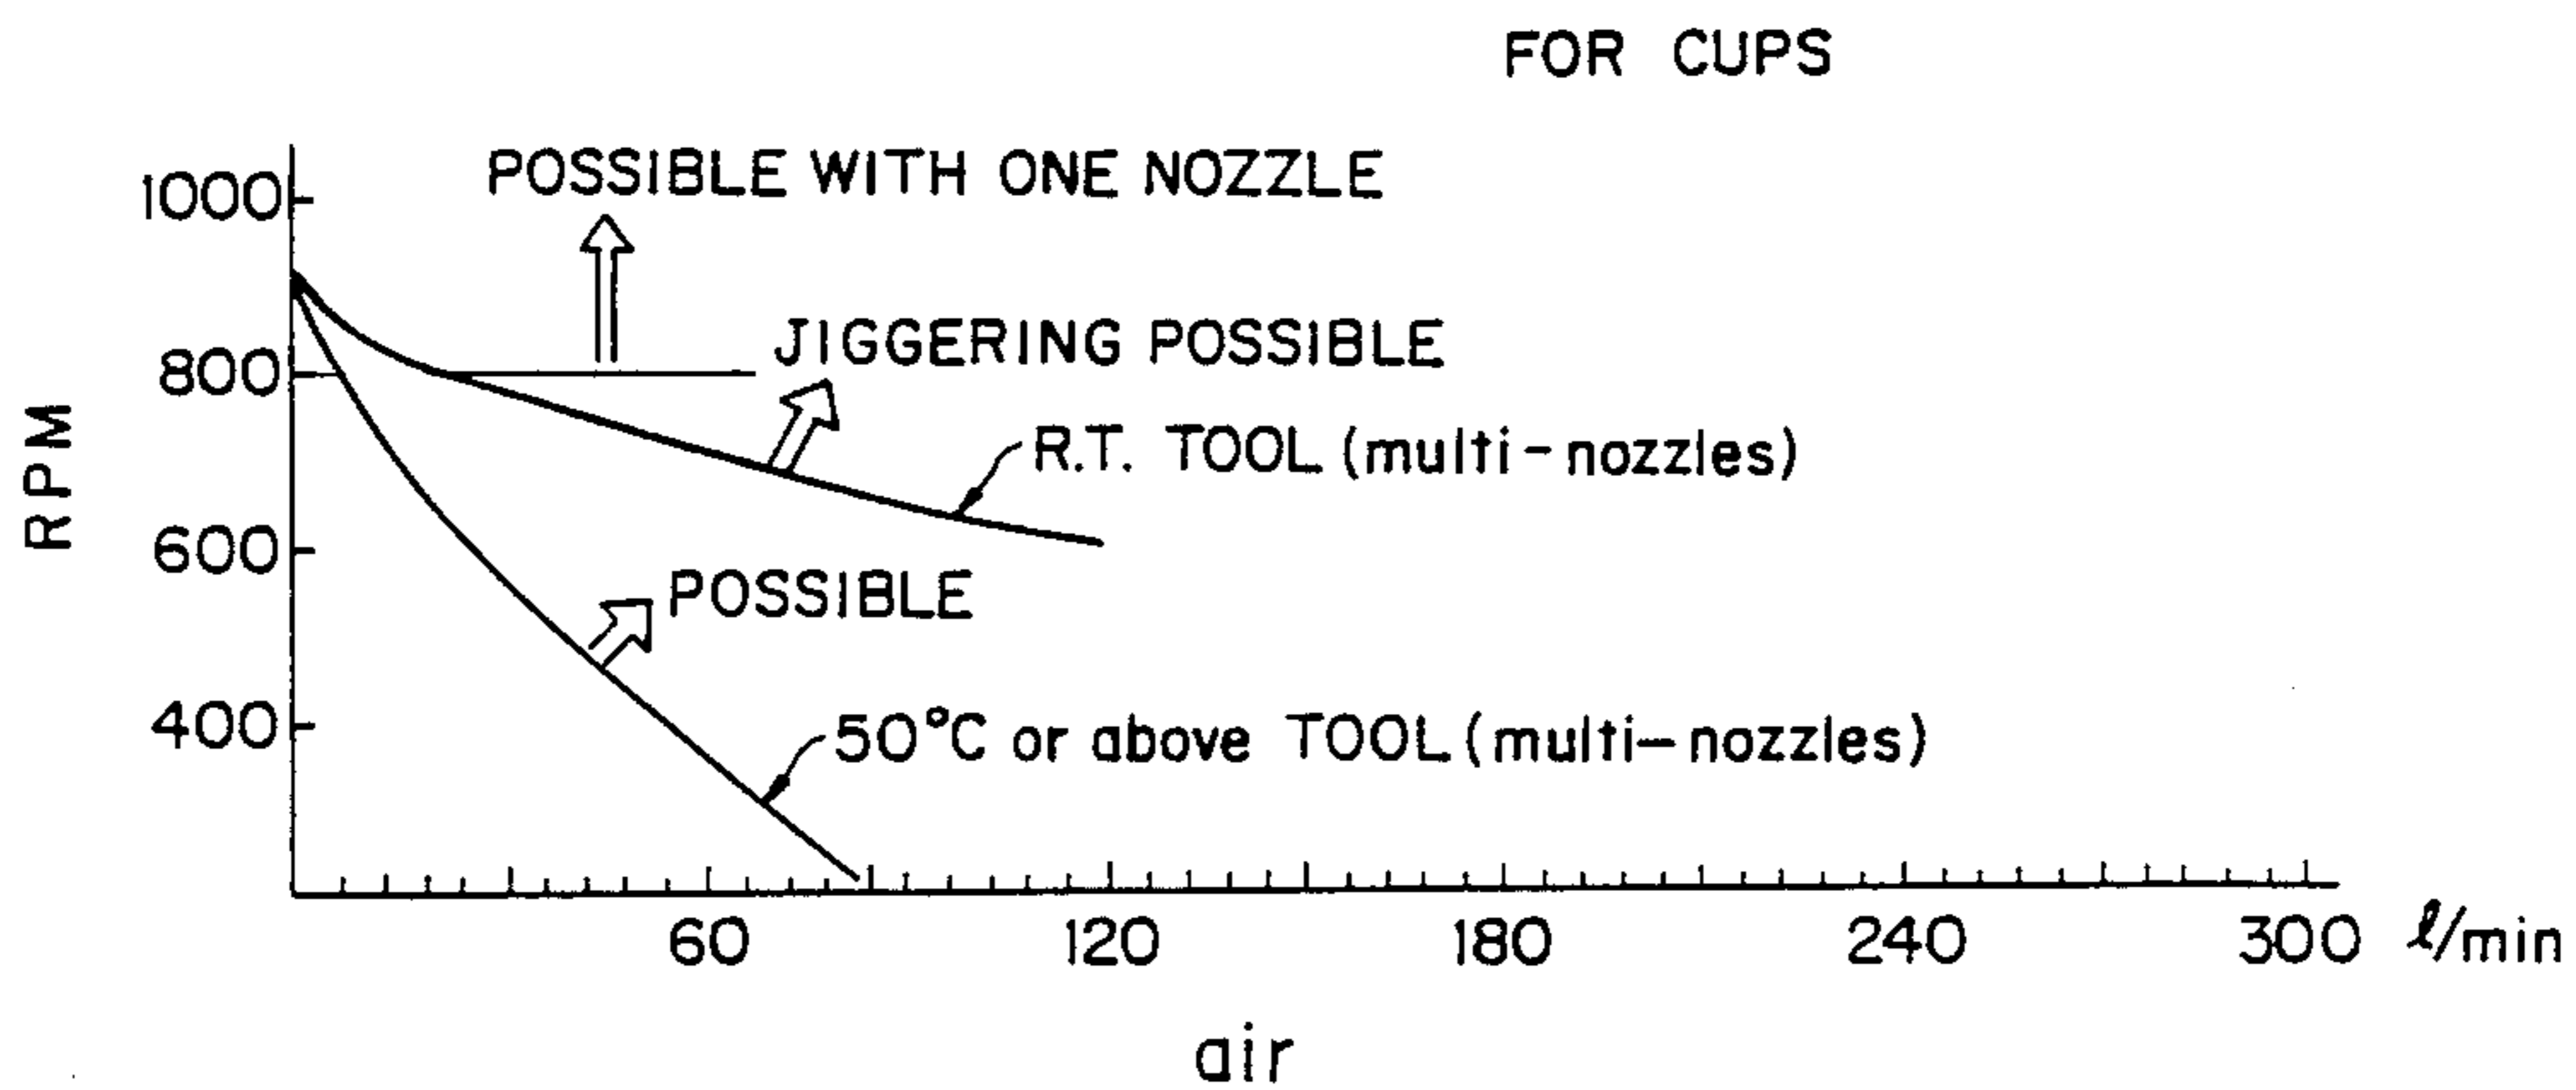 FOR CUPS
POSSIBLE WITH ONE NOZZLE
1000
JIGGERING POSSIBLE
800
R.T. TOOL (multi-nozzles)
RPM
600
POSSIBLE
400
50°C or above TOOL (multi-nozzles)
60 120 180 240 300 ℓ/min
air